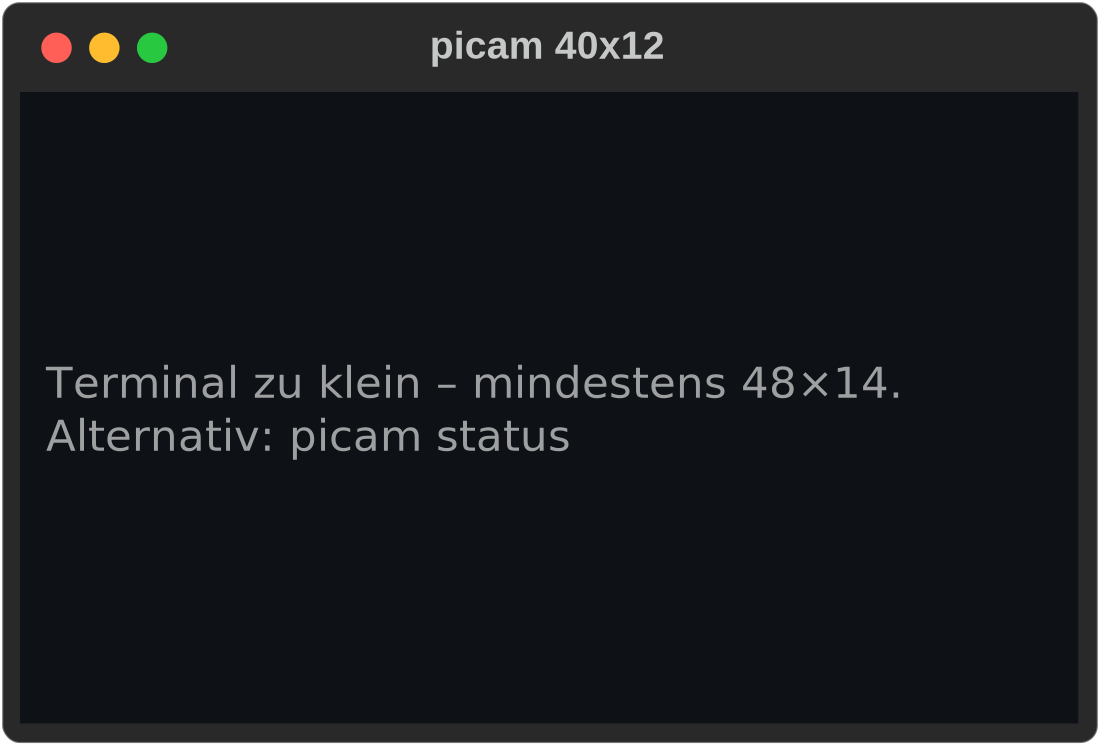 picam 40x12
Terminal zu klein – mindestens 48×14.
Alternativ: picam status